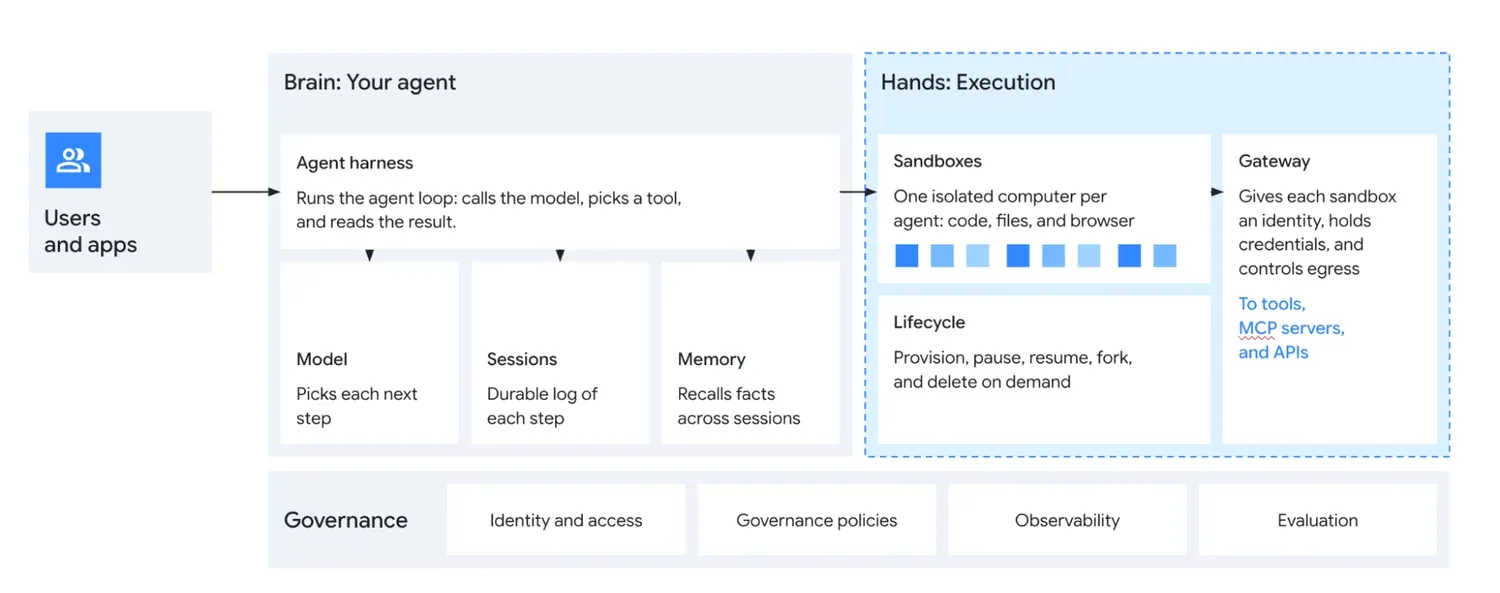 Users
and apps
Brain: Your agent
Agent harness
Runs the agent loop: calls the model, picks a tool,
and reads the result.
Model
Picks each next
step
Sessions
Durable log of
each step
Memory
Recalls facts
across sessions
Hands: Execution
Sandboxes
One isolated computer per
agent: code, files, and browser
Lifecycle
Provision, pause, resume, fork,
and delete on demand
Gateway
Gives each sandbox
an identity, holds
credentials, and
controls egress
To tools,
MCP servers,
and APIs
Governance
Identity and access
Governance policies
Observability
Evaluation